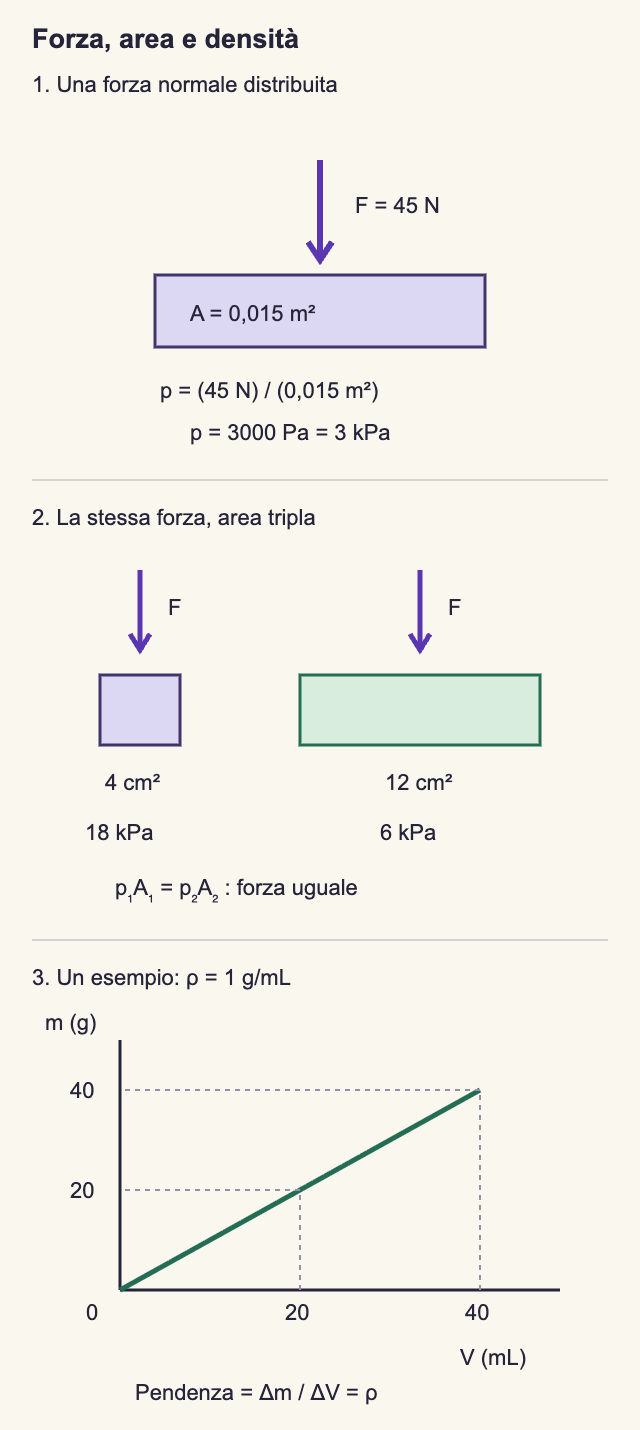 Forza, area e densità
1. Una forza normale distribuita
F = 45 N
A = 0,015 m²
p = (45 N) / (0,015 m²)
p = 3000 Pa = 3 kPa
2. La stessa forza, area tripla
F
F
4 cm²
12 cm²
18 kPa
6 kPa
p₁A₁ = p₂A₂ : forza uguale
3. Un esempio: ρ = 1 g/mL
m (g)
40
20
0
20
40
V (mL)
Pendenza = Δm / ΔV = ρ